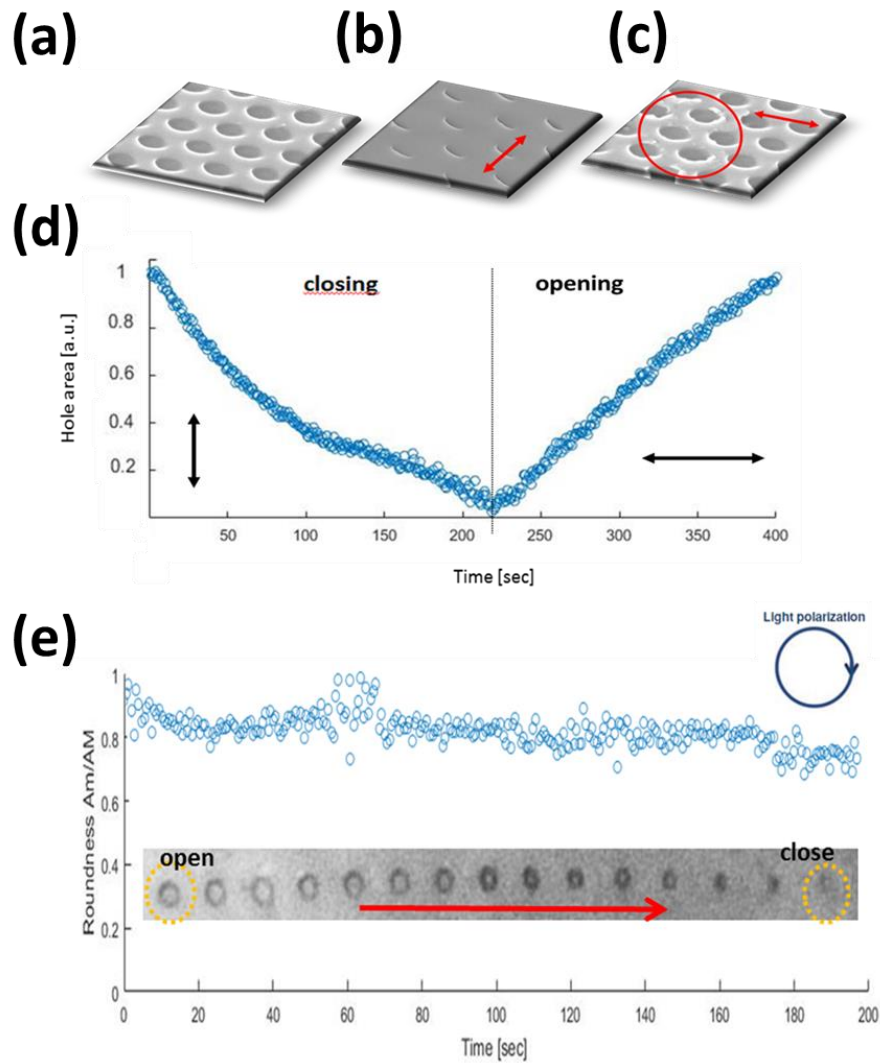 (a)
(b)
(c)
(d)
closing
opening
Hole area [a.u.]
1
0.8
0.6
0.4
0.2
50
100
150
200
250
300
350
400
Time [sec]
(e)
Light polarization
Roundness Am/AM
1
0.8
0.6
0.4
0.2
0
open
close
0
20
40
60
80
100
120
140
160
180
200
Time [sec]